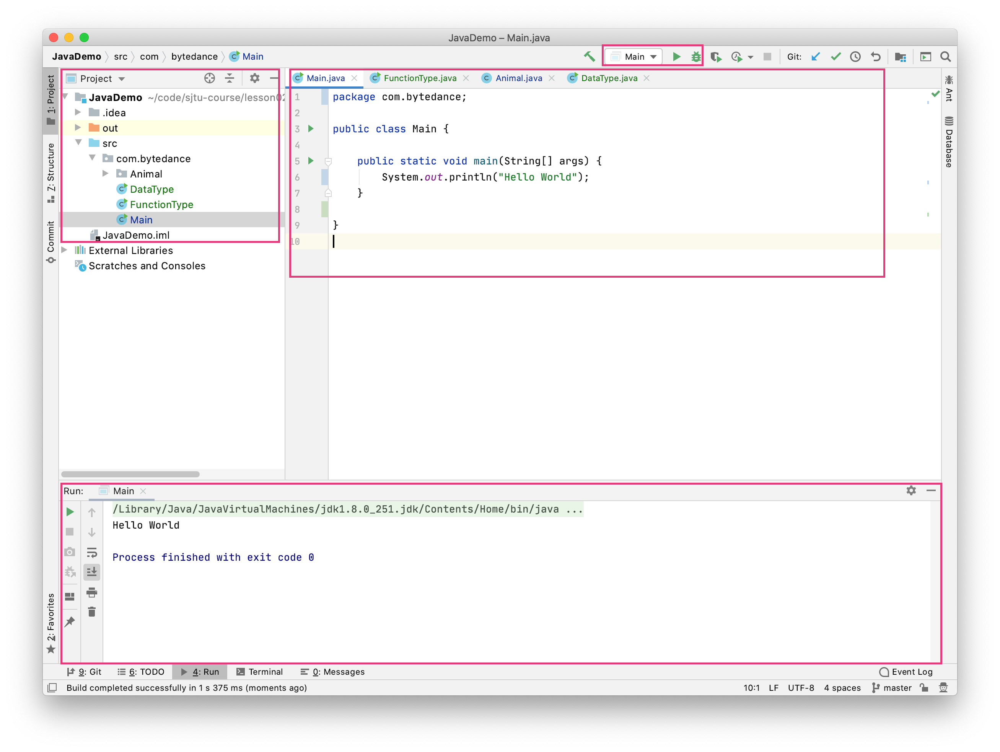 JavaDemo – Main.java
JavaDemo src com bytedance Main
Main
Git:
1: Project
7: Structure
Commit
2: Favorites
Project
JavaDemo ~/code/sjtu-course/lesson02
.idea
out
src
com.bytedance
Animal
DataType
FunctionType
Main
JavaDemo.iml
External Libraries
Scratches and Consoles
Main.java FunctionType.java Animal.java DataType.java
1 package com.bytedance;
2
3 public class Main {
4
5 public static void main(String[] args) {
6 System.out.println("Hello World");
7 }
8
9 }
10
Ant
Database
Run: Main
/Library/Java/JavaVirtualMachines/jdk1.8.0_251.jdk/Contents/Home/bin/java ...
Hello World
Process finished with exit code 0
9: Git 6: TODO 4: Run Terminal 0: Messages Event Log
Build completed successfully in 1 s 375 ms (moments ago) 10:1 LF UTF-8 4 spaces master